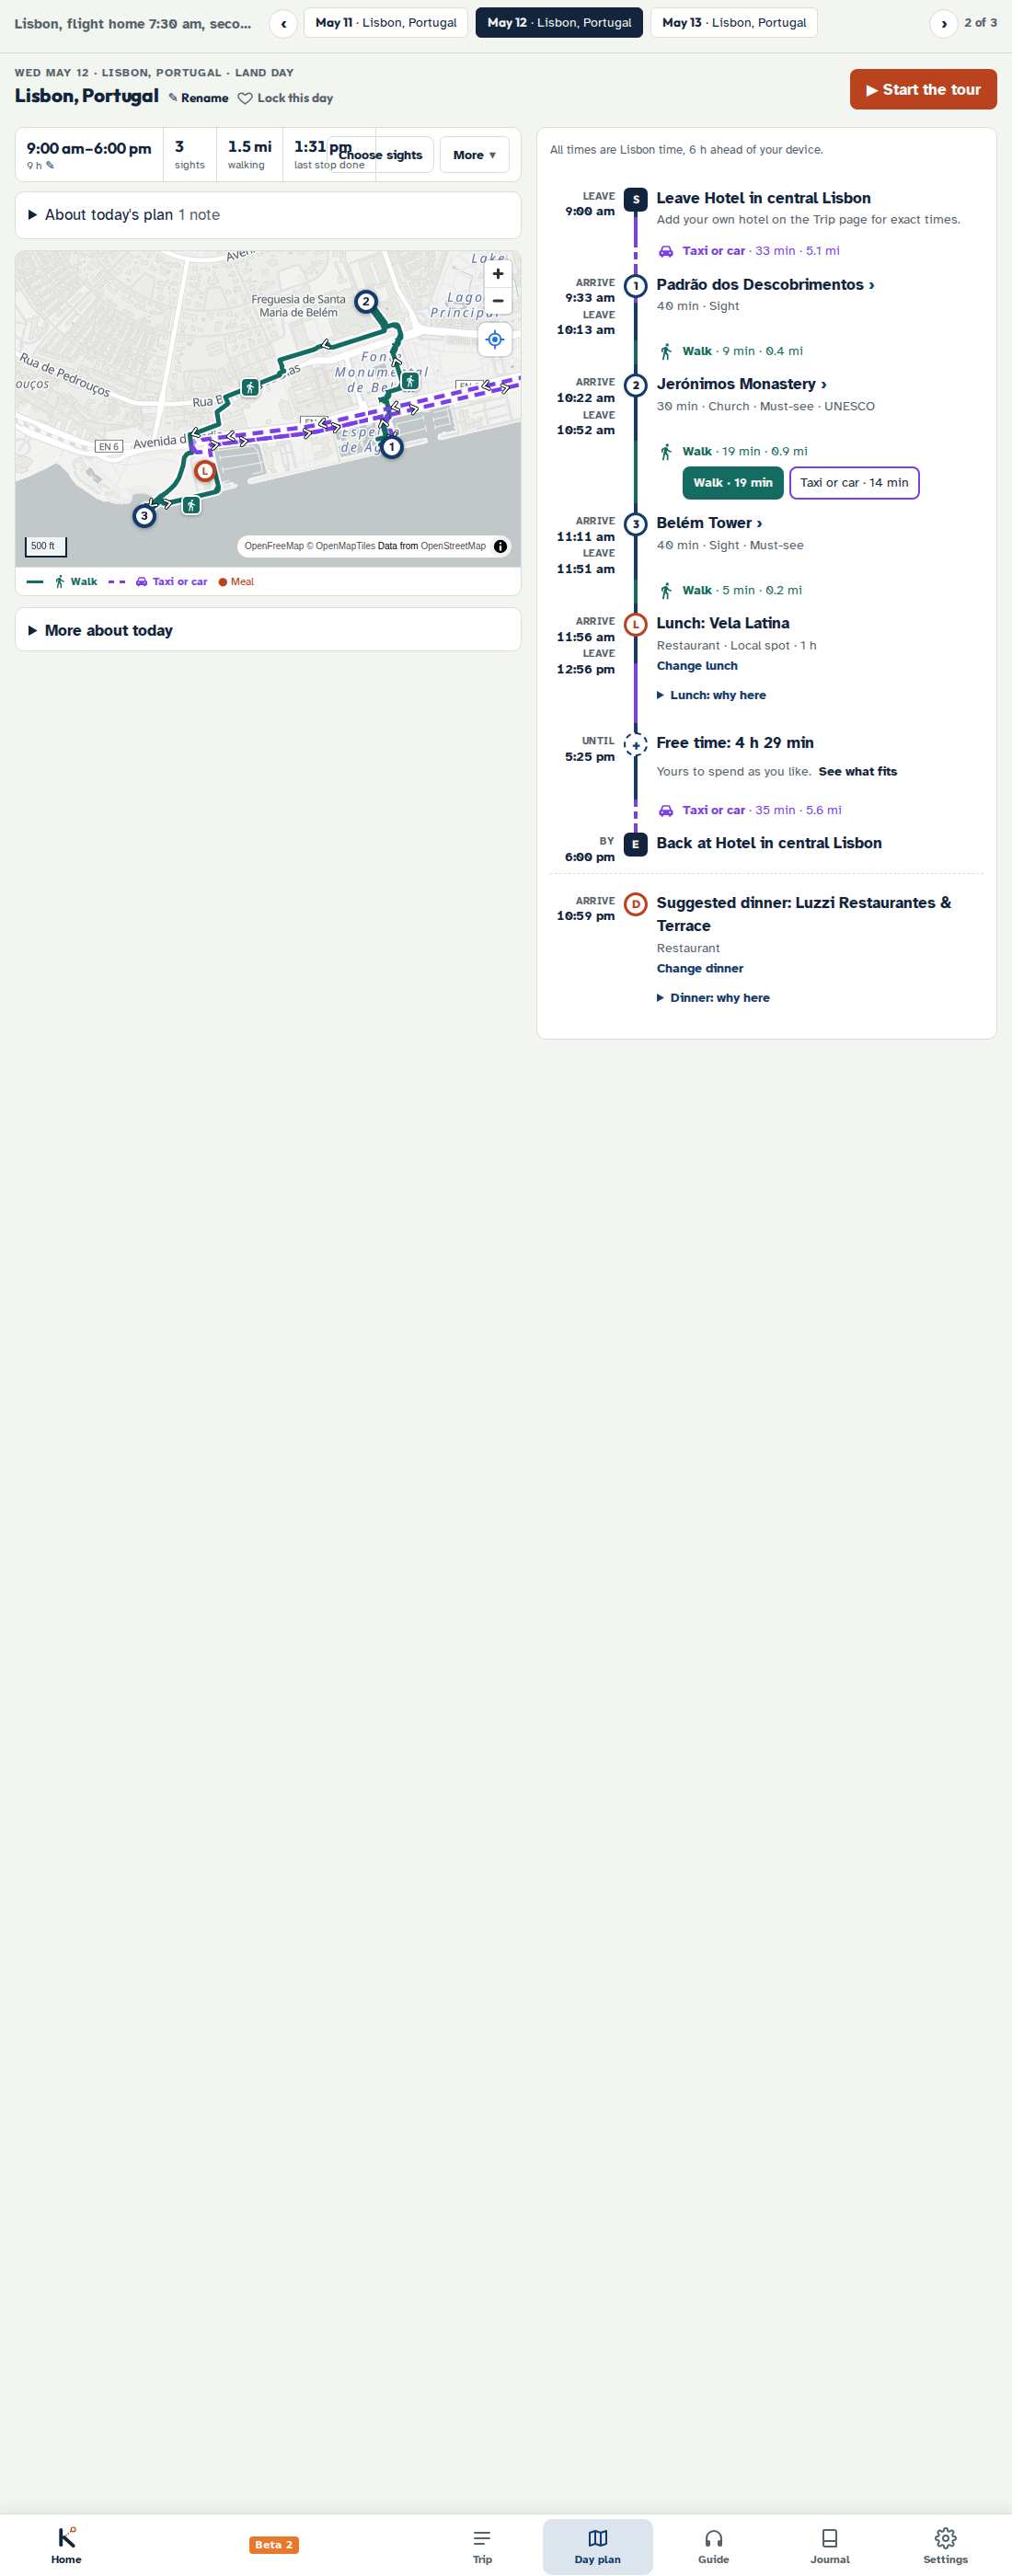 Lisbon, flight home 7:30 am, seco...
‹
May 11 · Lisbon, Portugal
May 12 · Lisbon, Portugal
May 13 · Lisbon, Portugal
›
2 of 3
WED MAY 12 · LISBON, PORTUGAL · LAND DAY
Lisbon, Portugal
✎ Rename
Lock this day
▶ Start the tour
9:00 am–6:00 pm
9 h ✎
3
sights
1.5 mi
walking
1:31 pm
last stop done
Choose sights
More ▾
▶ About today's plan 1 note
Freguesia de Santa
Maria de Belém
Lake
Lago
Principal
Rua de Pedrouços
ouços
EN 6
Avenida d
Rua
2
1
L
3
+
−
500 ft
OpenFreeMap © OpenMapTiles Data from OpenStreetMap
Walk
Taxi or car
Meal
▶ More about today
All times are Lisbon time, 6 h ahead of your device.
LEAVE
9:00 am
S
Leave Hotel in central Lisbon
Add your own hotel on the Trip page for exact times.
Taxi or car · 33 min · 5.1 mi
ARRIVE
9:33 am
LEAVE
10:13 am
1
Padrão dos Descobrimentos ›
40 min · Sight
Walk · 9 min · 0.4 mi
ARRIVE
10:22 am
LEAVE
10:52 am
2
Jerónimos Monastery ›
30 min · Church · Must-see · UNESCO
Walk · 19 min · 0.9 mi
Walk · 19 min
Taxi or car · 14 min
ARRIVE
11:11 am
LEAVE
11:51 am
3
Belém Tower ›
40 min · Sight · Must-see
Walk · 5 min · 0.2 mi
ARRIVE
11:56 am
LEAVE
12:56 pm
L
Lunch: Vela Latina
Restaurant · Local spot · 1 h
Change lunch
▶ Lunch: why here
UNTIL
5:25 pm
+
Free time: 4 h 29 min
Yours to spend as you like. See what fits
Taxi or car · 35 min · 5.6 mi
BY
6:00 pm
E
Back at Hotel in central Lisbon
ARRIVE
10:59 pm
D
Suggested dinner: Luzzi Restaurantes &
Terrace
Restaurant
Change dinner
▶ Dinner: why here
Home
Beta 2
Trip
Day plan
Guide
Journal
Settings